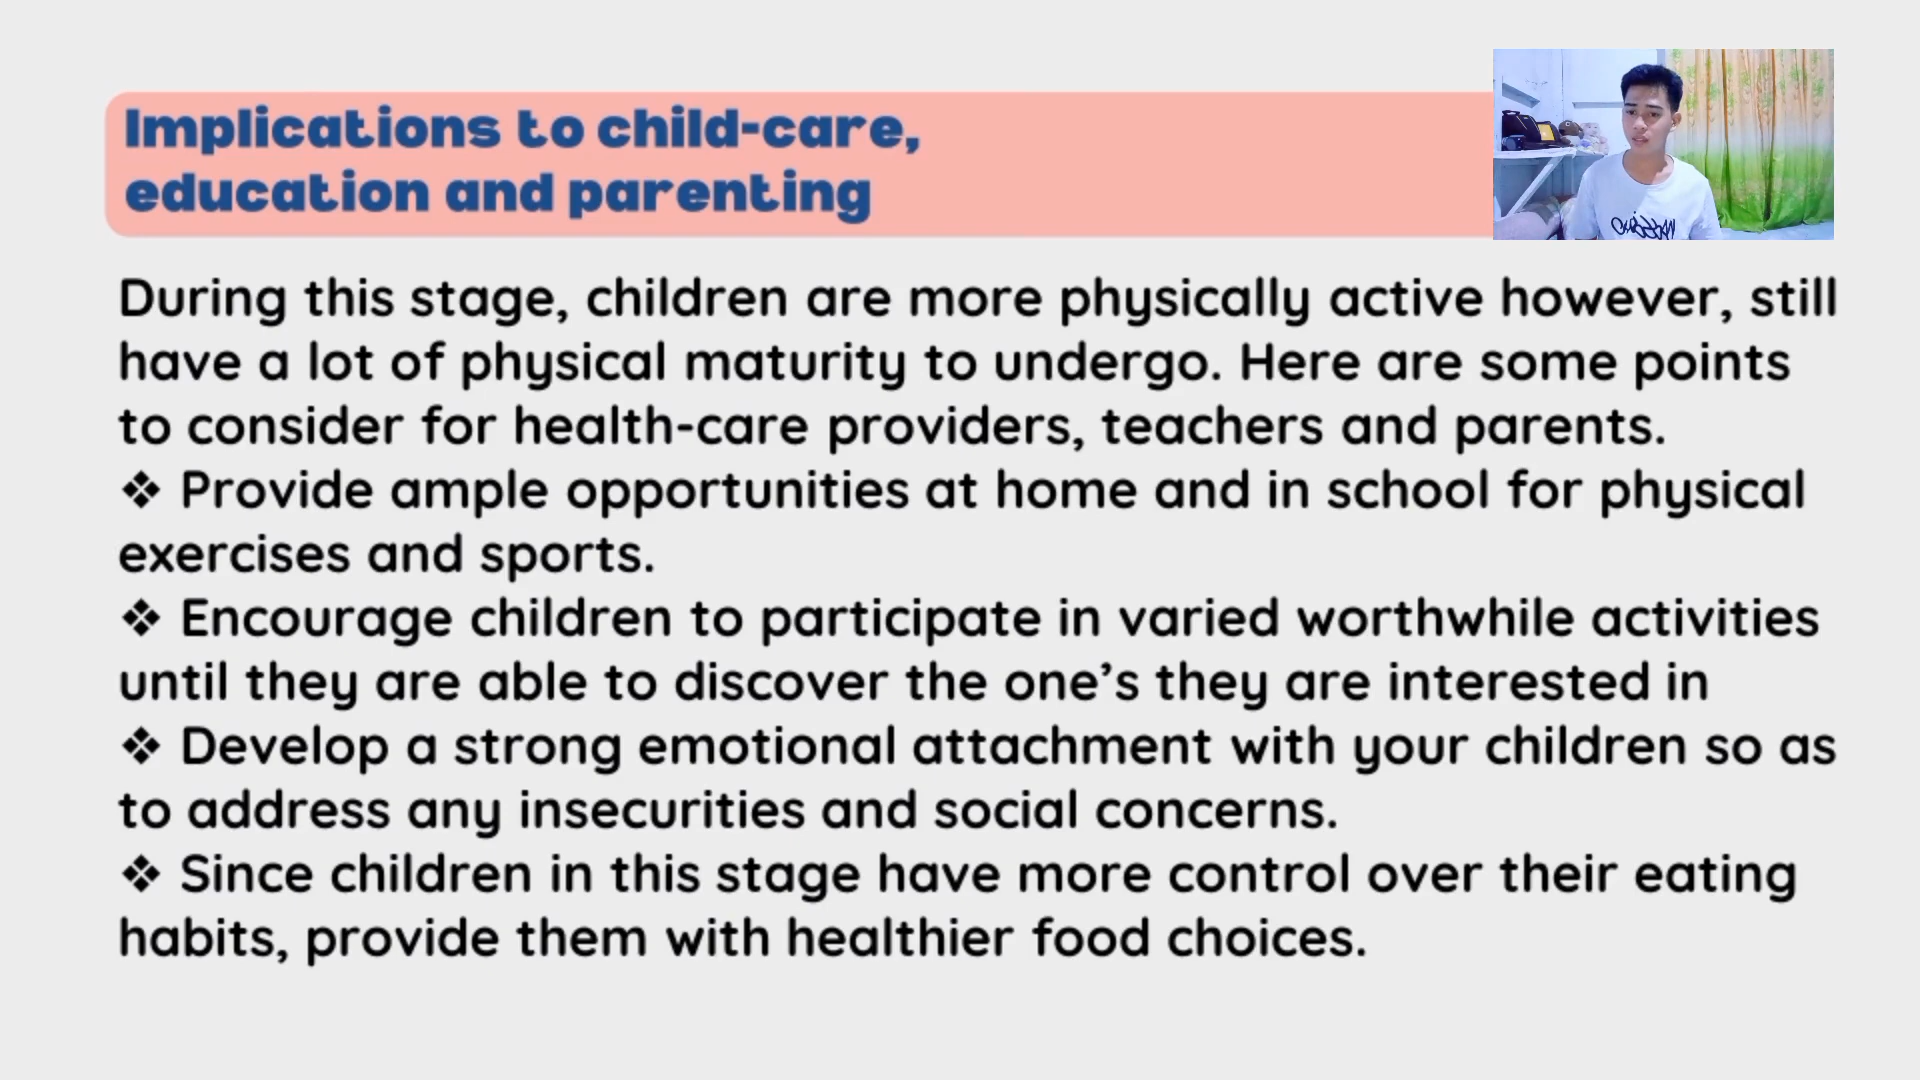 Implications to child-care,
education and parenting
During this stage, children are more physically active however, still
have a lot of physical maturity to undergo. Here are some points
to consider for health-care providers, teachers and parents.
❖ Provide ample opportunities at home and in school for physical
exercises and sports.
❖ Encourage children to participate in varied worthwhile activities
until they are able to discover the one’s they are interested in
❖ Develop a strong emotional attachment with your children so as
to address any insecurities and social concerns.
❖ Since children in this stage have more control over their eating
habits, provide them with healthier food choices.